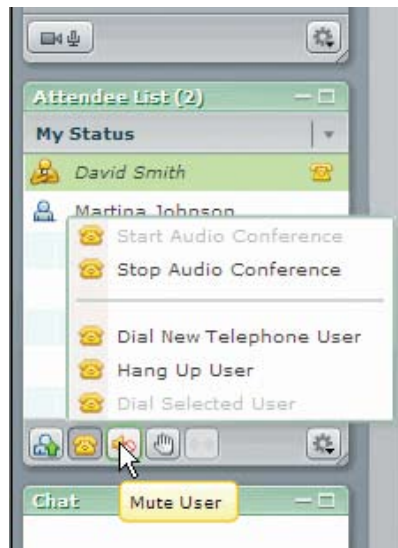 Attendee List (2)
My Status
David Smith
Martina Johnson
Start Audio Conference
Stop Audio Conference
Dial New Telephone User
Hang Up User
Dial Selected User
Chat
Mute User